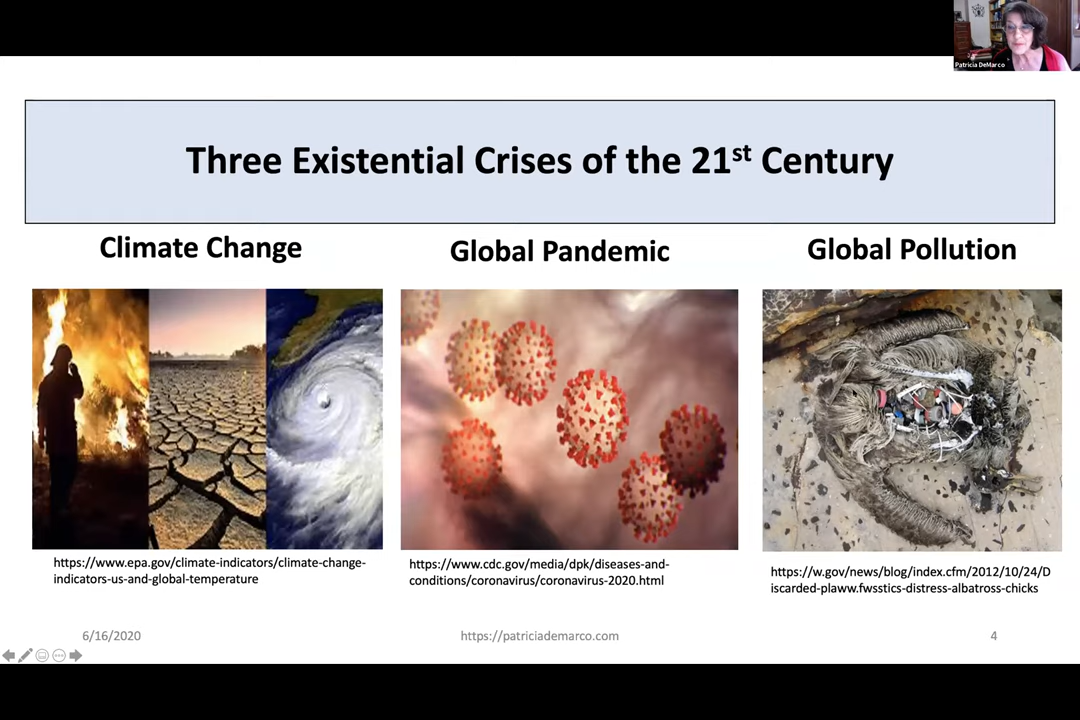 Patricia DeMarco
Three Existential Crises of the 21st Century
Climate Change
Global Pandemic
Global Pollution
https://www.epa.gov/climate-indicators/climate-change-
indicators-us-and-global-temperature
https://www.cdc.gov/media/dpk/diseases-and-
conditions/coronavirus/coronavirus-2020.html
https://w.gov/news/blog/index.cfm/2012/10/24/D
iscarded-plaww.fwsstics-distress-albatross-chicks
6/16/2020
https://patriciademarco.com
4